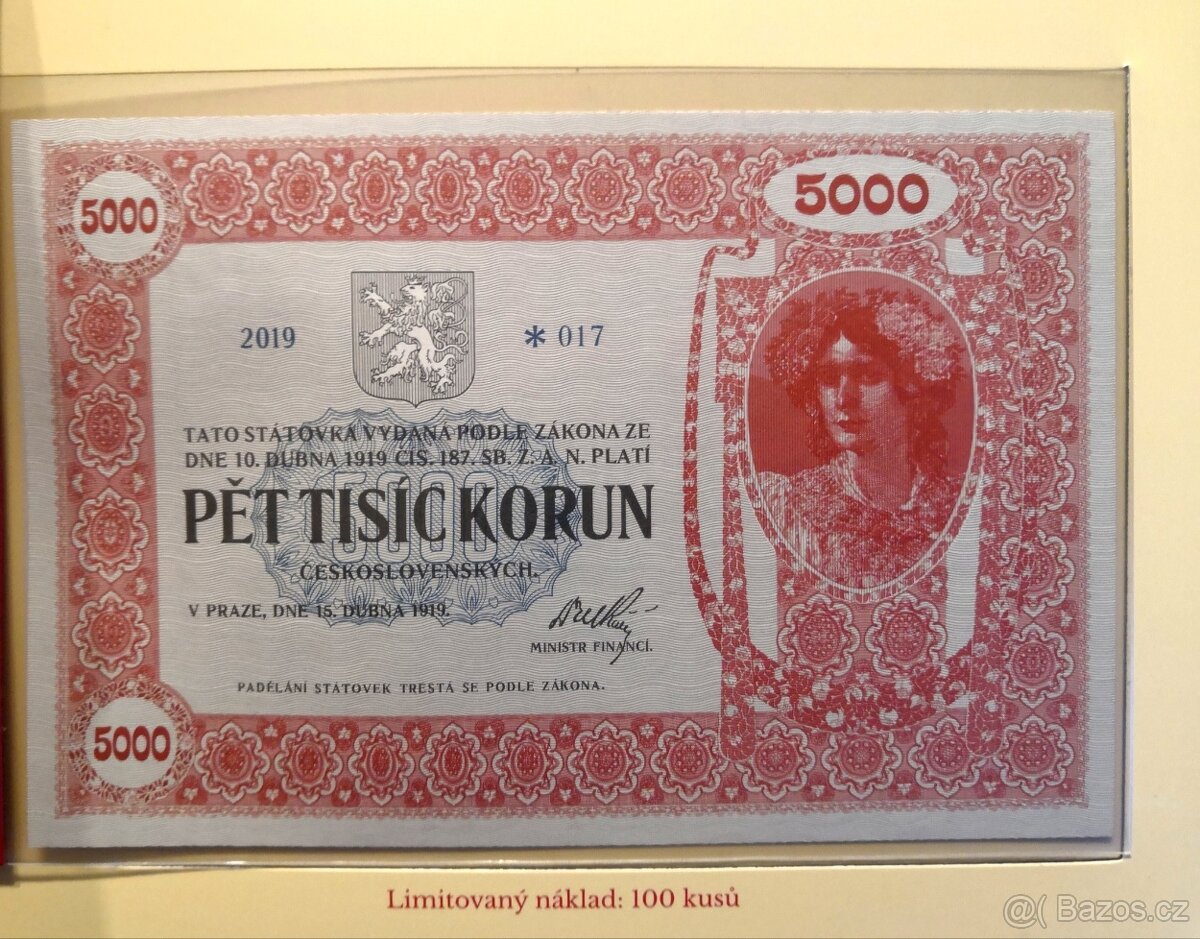 5000
5000
2019
* 017
TATO STÁTOVKA VYDANÁ PODLE ZÁKONA ZE
DNE 10. DUBNA 1919 ČÍS. 187. SB. Z. A. N. PLATÍ
PĚT TISÍC KORUN
5000
ČESKOSLOVENSKÝCH.
V PRAZE, DNE 15. DUBNA 1919.
MINISTR FINANCÍ.
PADĚLÁNÍ STÁTOVEK TRESTÁ SE PODLE ZÁKONA.
5000
Limitovaný náklad: 100 kusů
@( Bazos.cz